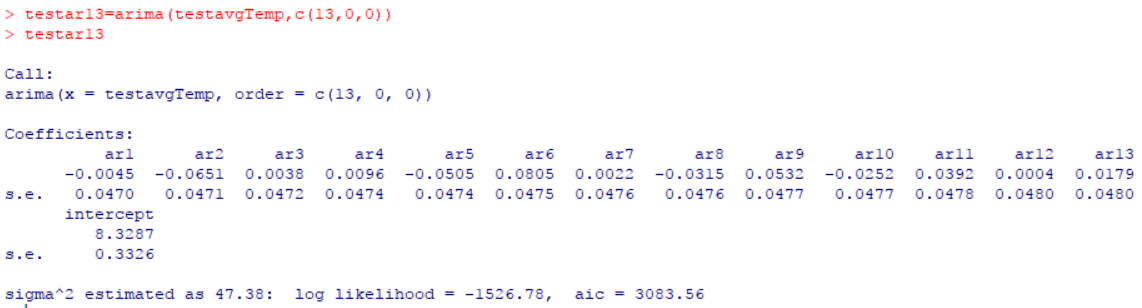 > testar13=arima(testavgTemp,c(13,0,0))
> testar13
Call:
arima(x = testavgTemp, order = c(13, 0, 0))
Coefficients:
ar1 ar2 ar3 ar4 ar5 ar6 ar7 ar8 ar9 ar10 ar11 ar12 ar13
-0.0045 -0.0651 0.0038 0.0096 -0.0505 0.0805 0.0022 -0.0315 0.0532 -0.0252 0.0392 0.0004 0.0179
s.e. 0.0470 0.0471 0.0472 0.0474 0.0474 0.0475 0.0476 0.0476 0.0477 0.0477 0.0478 0.0480 0.0480
intercept
8.3287
s.e. 0.3326
sigma^2 estimated as 47.38: log likelihood = -1526.78, aic = 3083.56